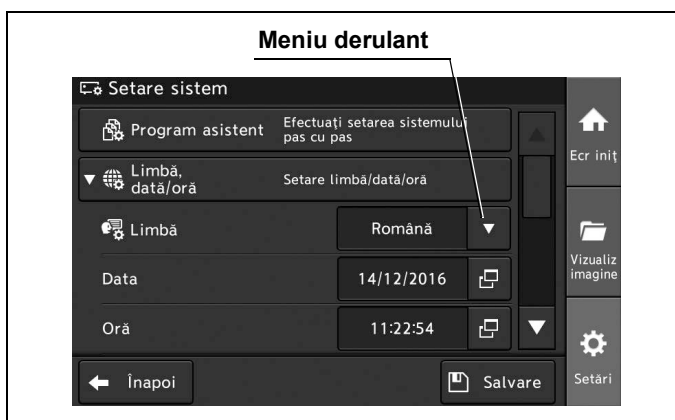 Meniu derulant
Setare sistem
Program asistent
Efectuați setarea sistemului
pas cu pas
Limbă,
dată/oră
Setare limbă/dată/oră
Limbă
Română
Data
14/12/2016
Oră
11:22:54
Înapoi
Salvare
Ecr iniț
Vizualiz
imagine
Setări